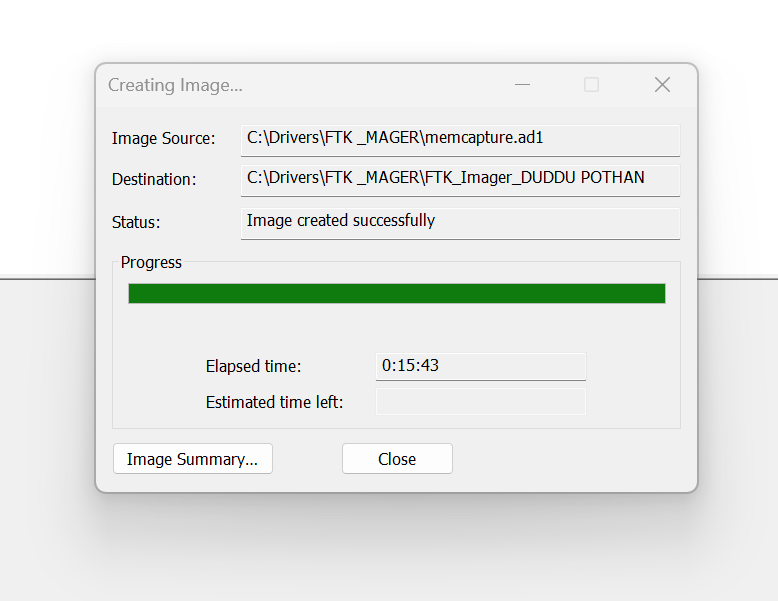 Creating Image...
Image Source: C:\Drivers\FTK _MAGER\memcapture.ad1
Destination: C:\Drivers\FTK _MAGER\FTK_Imager_DUDDU POTHAN
Status: Image created successfully
Progress
Elapsed time: 0:15:43
Estimated time left:
Image Summary... Close